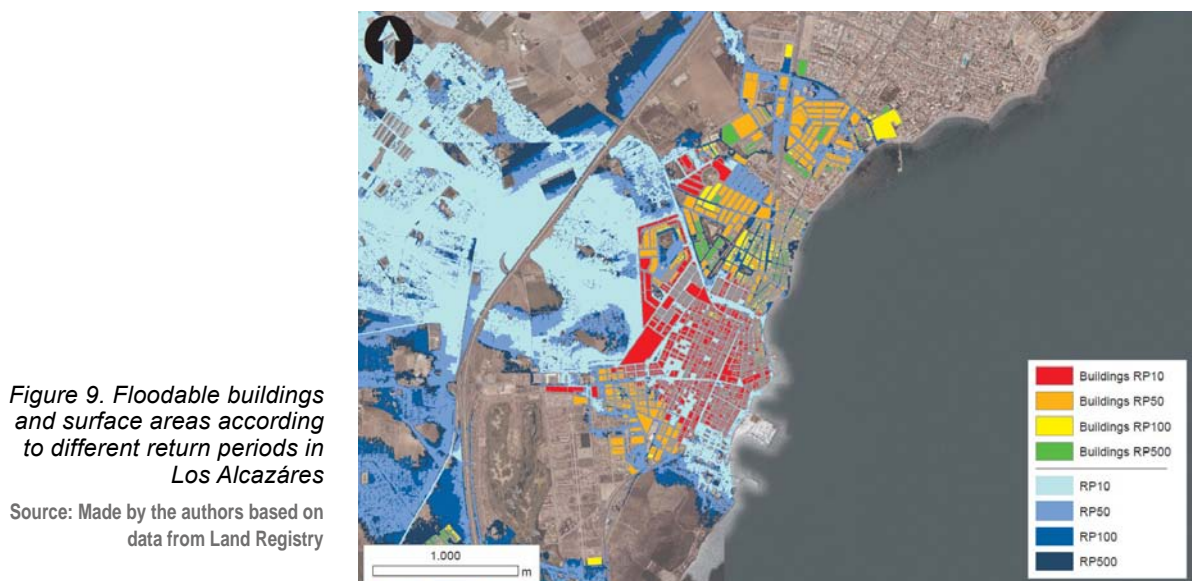 Figure 9. Floodable buildings
and surface areas according
to different return periods in
Los Alcazáres
Source: Made by the authors based on
data from Land Registry
Buildings RP10
Buildings RP50
Buildings RP100
Buildings RP500
RP10
RP50
RP100
RP500
1.000
m